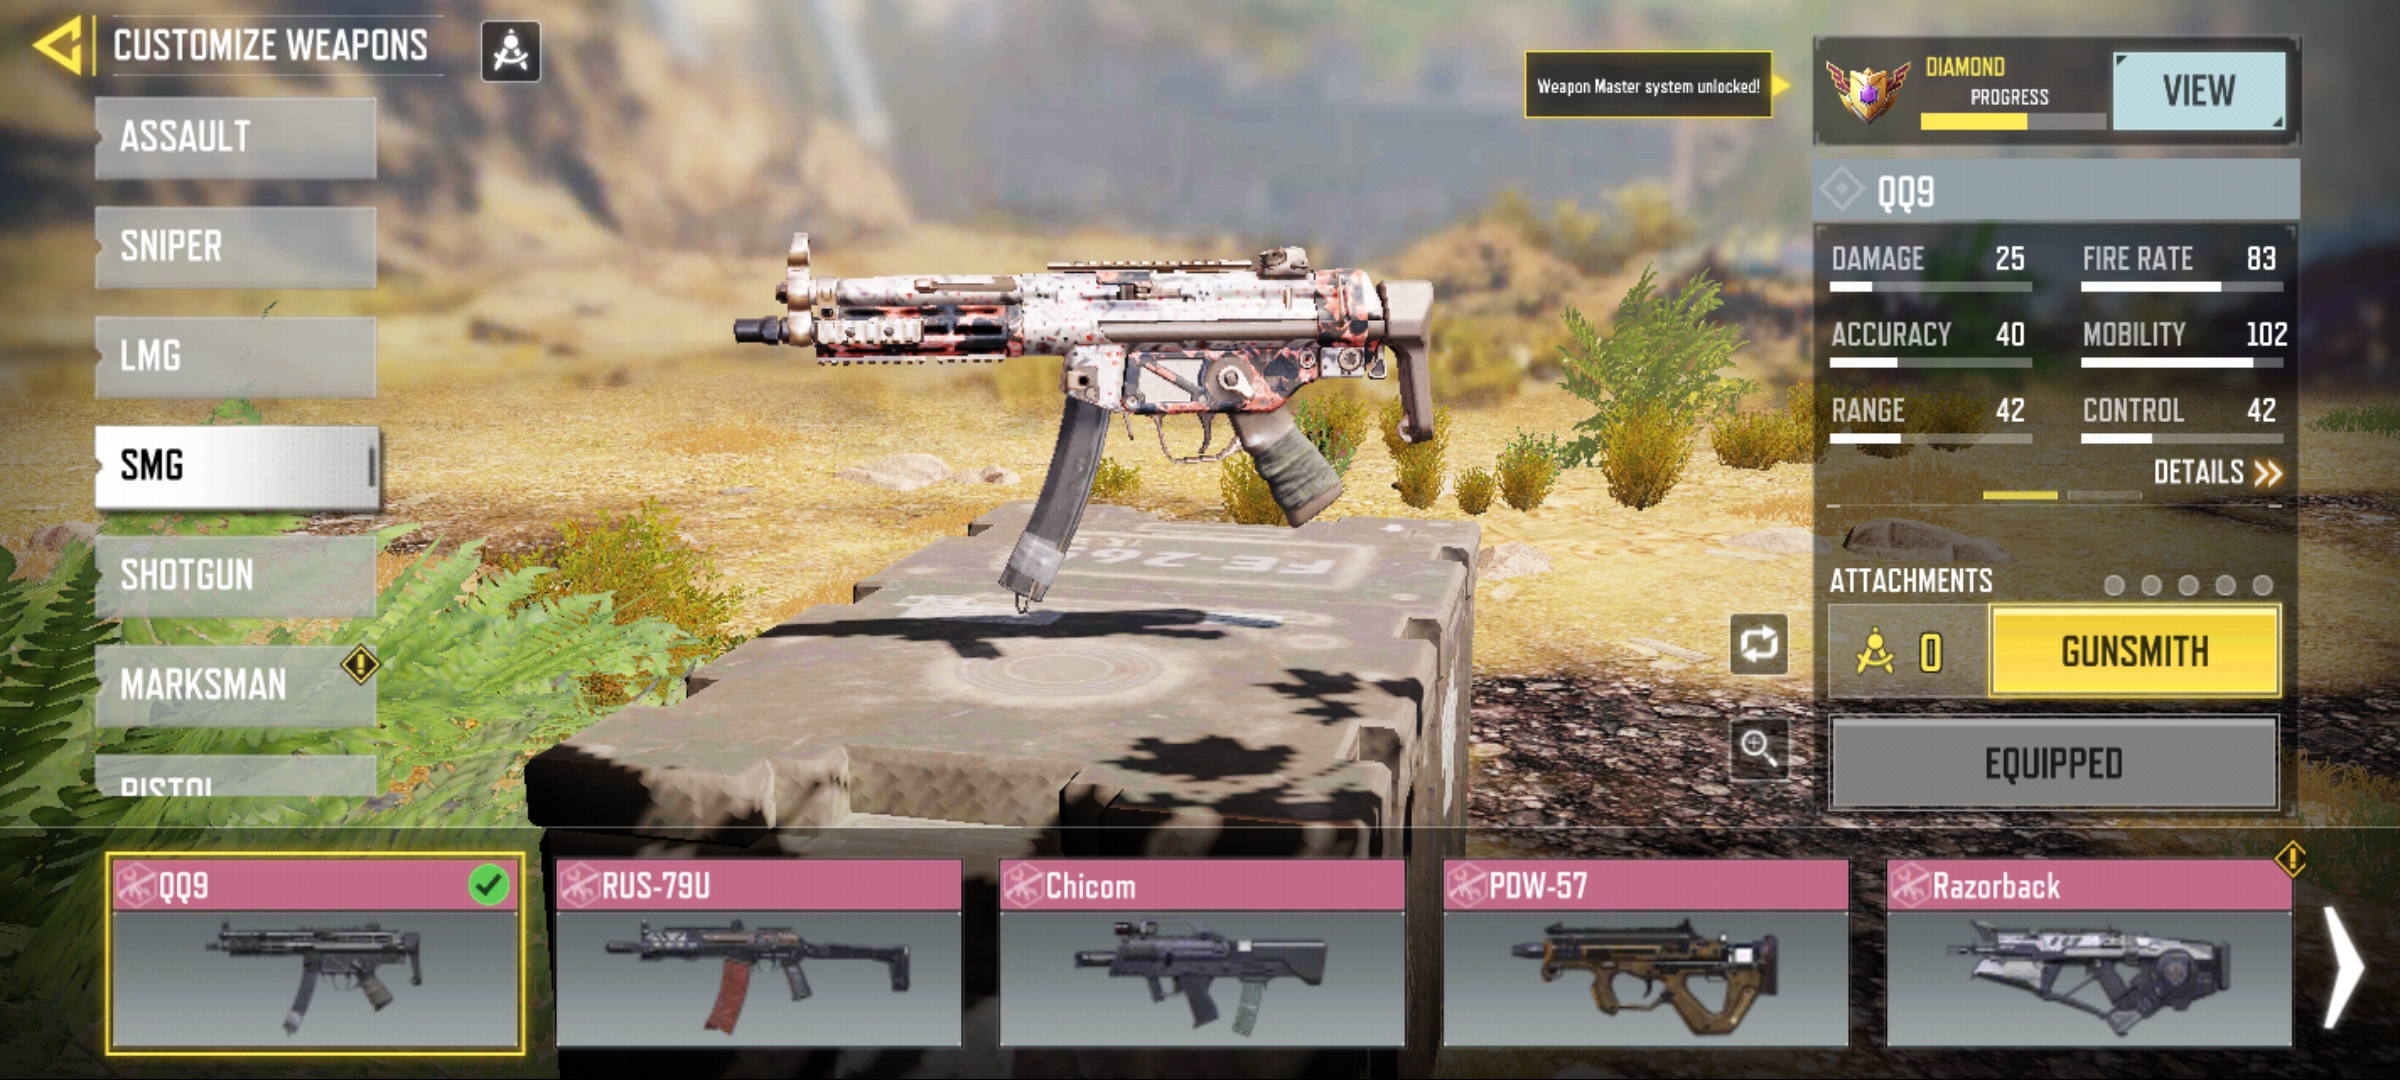 CUSTOMIZE WEAPONS
ASSAULT
SNIPER
LMG
SMG
SHOTGUN
MARKSMAN
PISTOL
Weapon Master system unlocked!
DIAMOND
PROGRESS
VIEW
QQ9
DAMAGE 25 FIRE RATE 83
ACCURACY 40 MOBILITY 102
RANGE 42 CONTROL 42
DETAILS
ATTACHMENTS
0 GUNSMITH
EQUIPPED
QQ9
RUS-79U
Chicom
PDW-57
Razorback